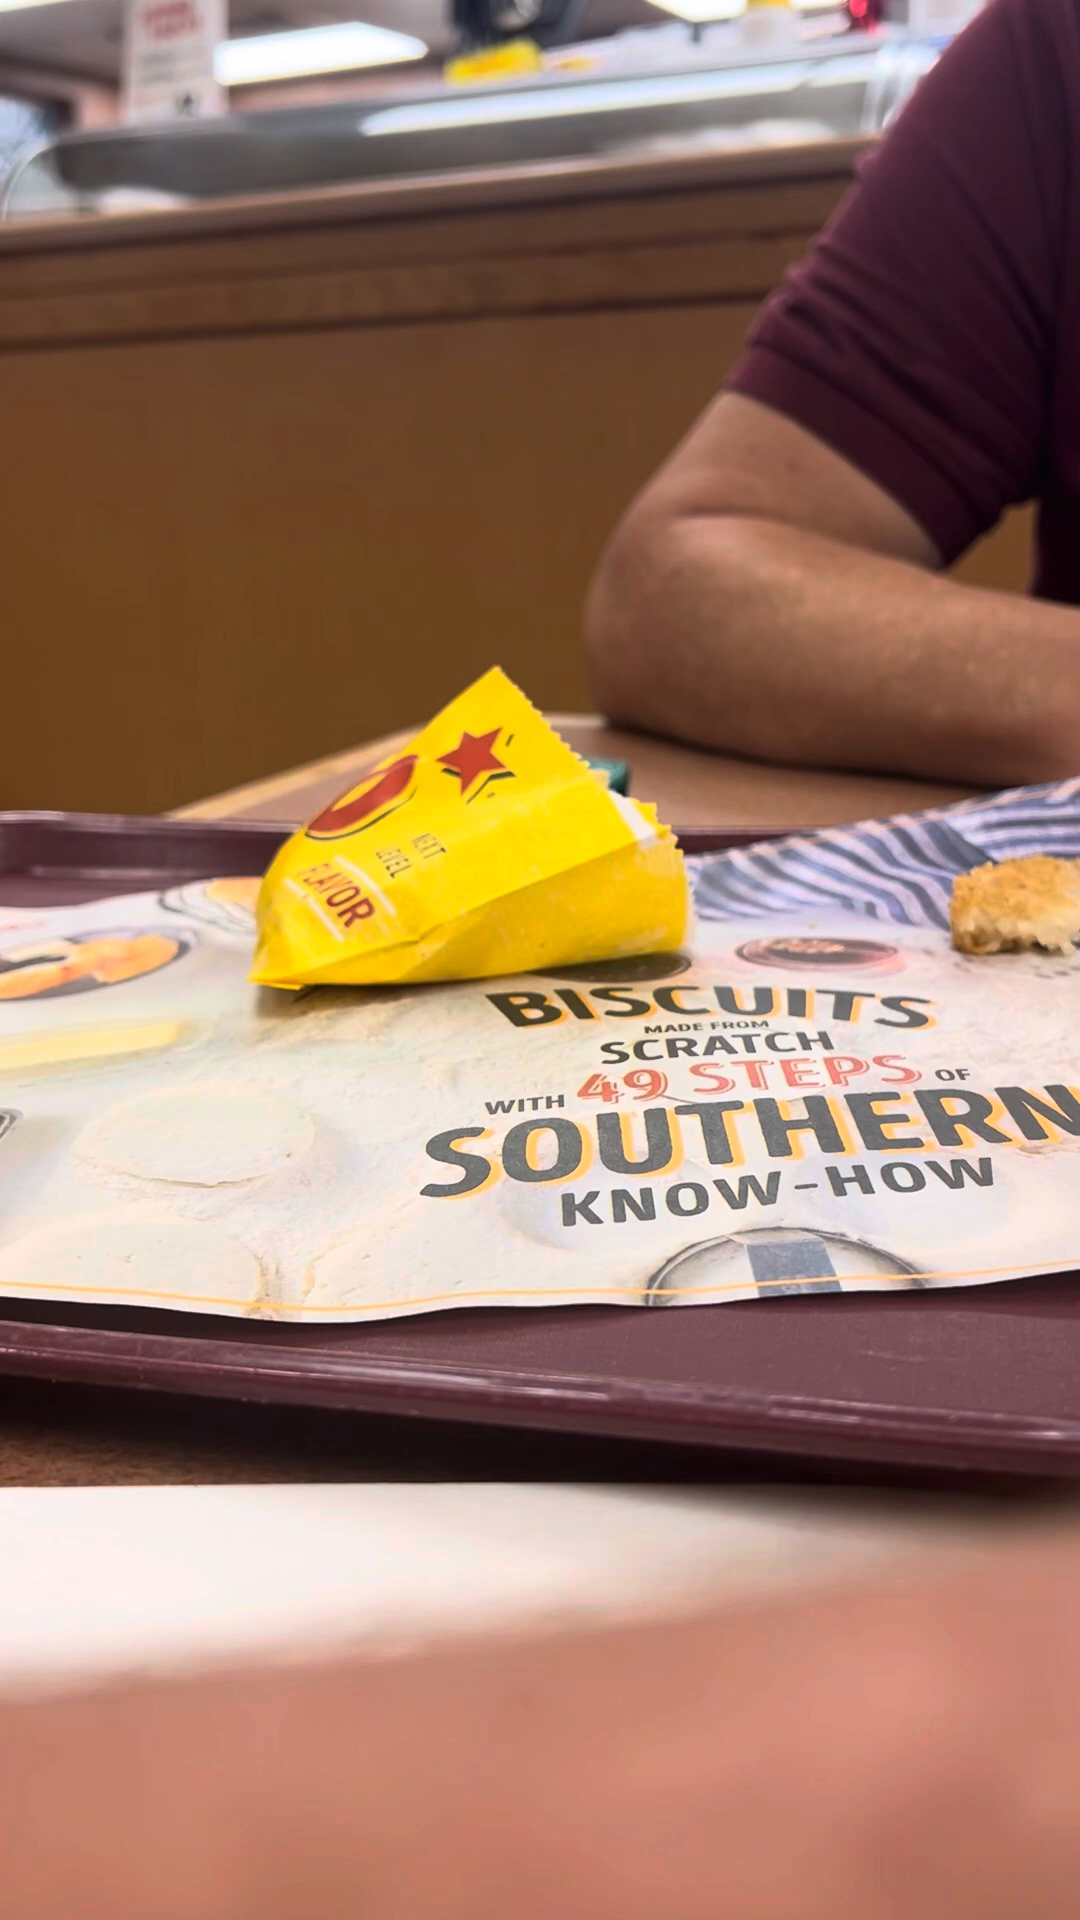 NEXT
LEVEL
FLAVOR
BISCUITS
MADE FROM
SCRATCH
WITH 49 STEPS OF
SOUTHERN
KNOW-HOW